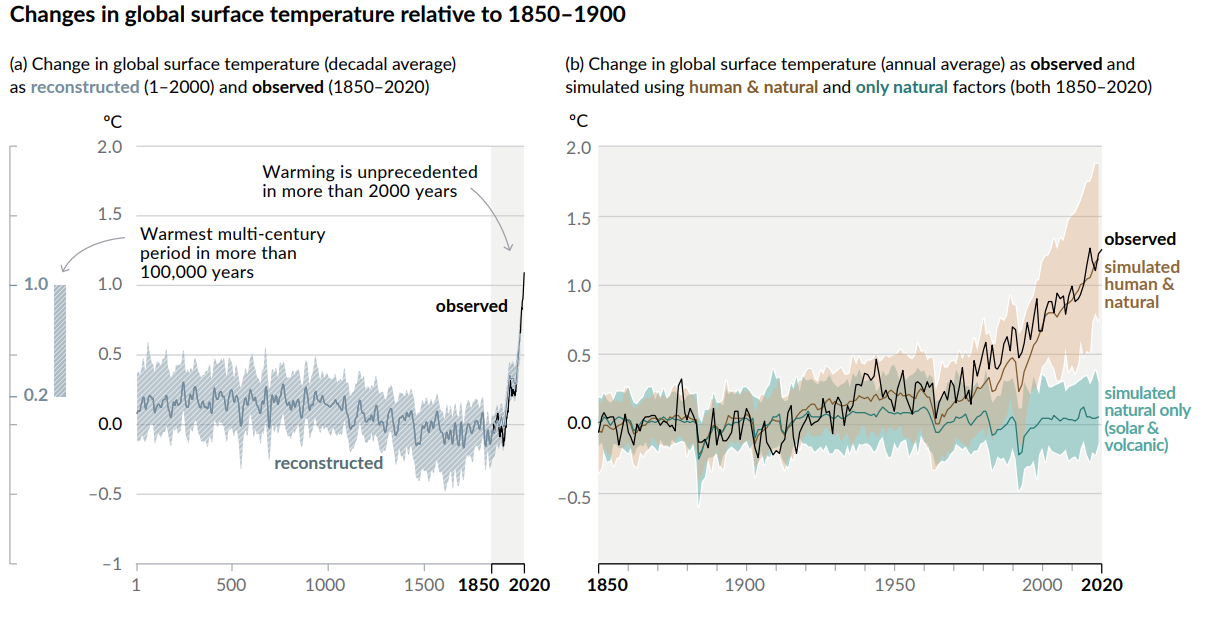 Changes in global surface temperature relative to 1850–1900
(a) Change in global surface temperature (decadal average)
as reconstructed (1–2000) and observed (1850–2020)
°C
2.0
1.5
1.0
0.5
0.0
−0.5
−1
1.0
0.2
Warming is unprecedented
in more than 2000 years
Warmest multi-century
period in more than
100,000 years
observed
reconstructed
1
500
1000
1500
1850
2020
(b) Change in global surface temperature (annual average) as observed and
simulated using human & natural and only natural factors (both 1850–2020)
°C
2.0
1.5
1.0
0.5
0.0
−0.5
observed
simulated
human &
natural
simulated
natural only
(solar &
volcanic)
1850
1900
1950
2000
2020